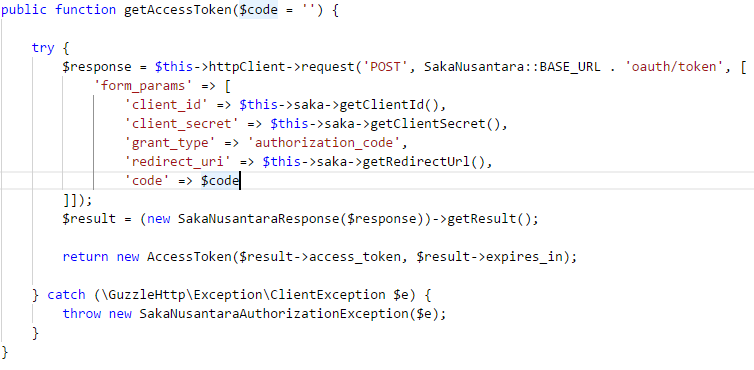 public function getAccessToken($code = '') {
try {
$response = $this->httpClient->request('POST', SakaNusantara::BASE_URL . 'oauth/token', [
'form_params' => [
'client_id' => $this->saka->getClientId(),
'client_secret' => $this->saka->getClientSecret(),
'grant_type' => 'authorization_code',
'redirect_uri' => $this->saka->getRedirectUrl(),
'code' => $code
]]);
$result = (new SakaNusantaraResponse($response))->getResult();
return new AccessToken($result->access_token, $result->expires_in);
} catch (\GuzzleHttp\Exception\ClientException $e) {
throw new SakaNusantaraAuthorizationException($e);
}
}